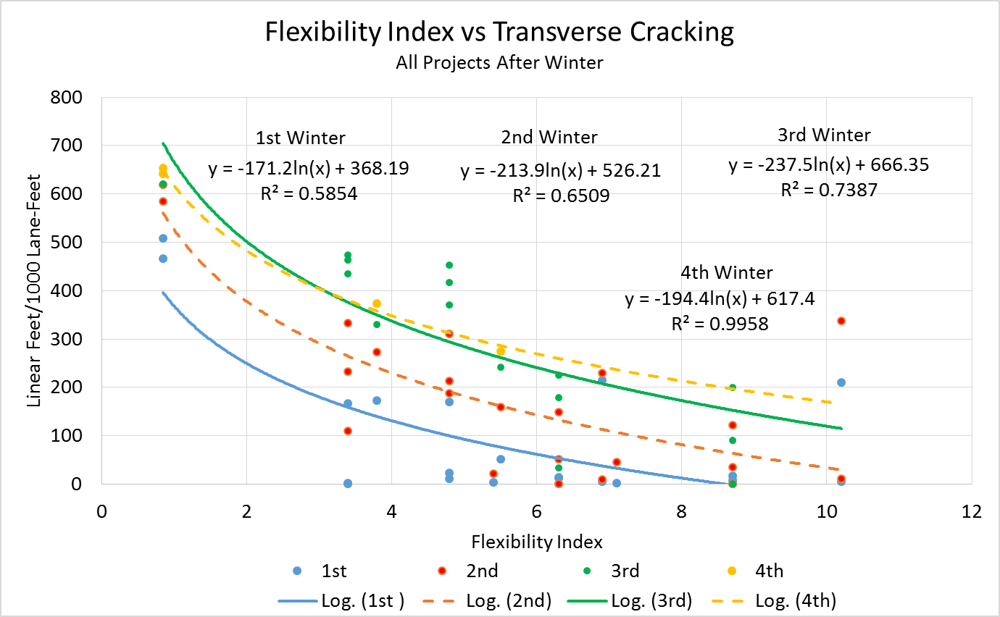 Flexibility Index vs Transverse Cracking
All Projects After Winter
Linear Feet/1000 Lane-Feet
800
700
600
500
400
300
200
100
0
1st Winter
y = -171.2ln(x) + 368.19
R² = 0.5854
2nd Winter
y = -213.9ln(x) + 526.21
R² = 0.6509
3rd Winter
y = -237.5ln(x) + 666.35
R² = 0.7387
4th Winter
y = -194.4ln(x) + 617.4
R² = 0.9958
0 2 4 6 8 10 12
Flexibility Index
1st 2nd 3rd 4th
Log. (1st ) Log. (2nd) Log. (3rd) Log. (4th)